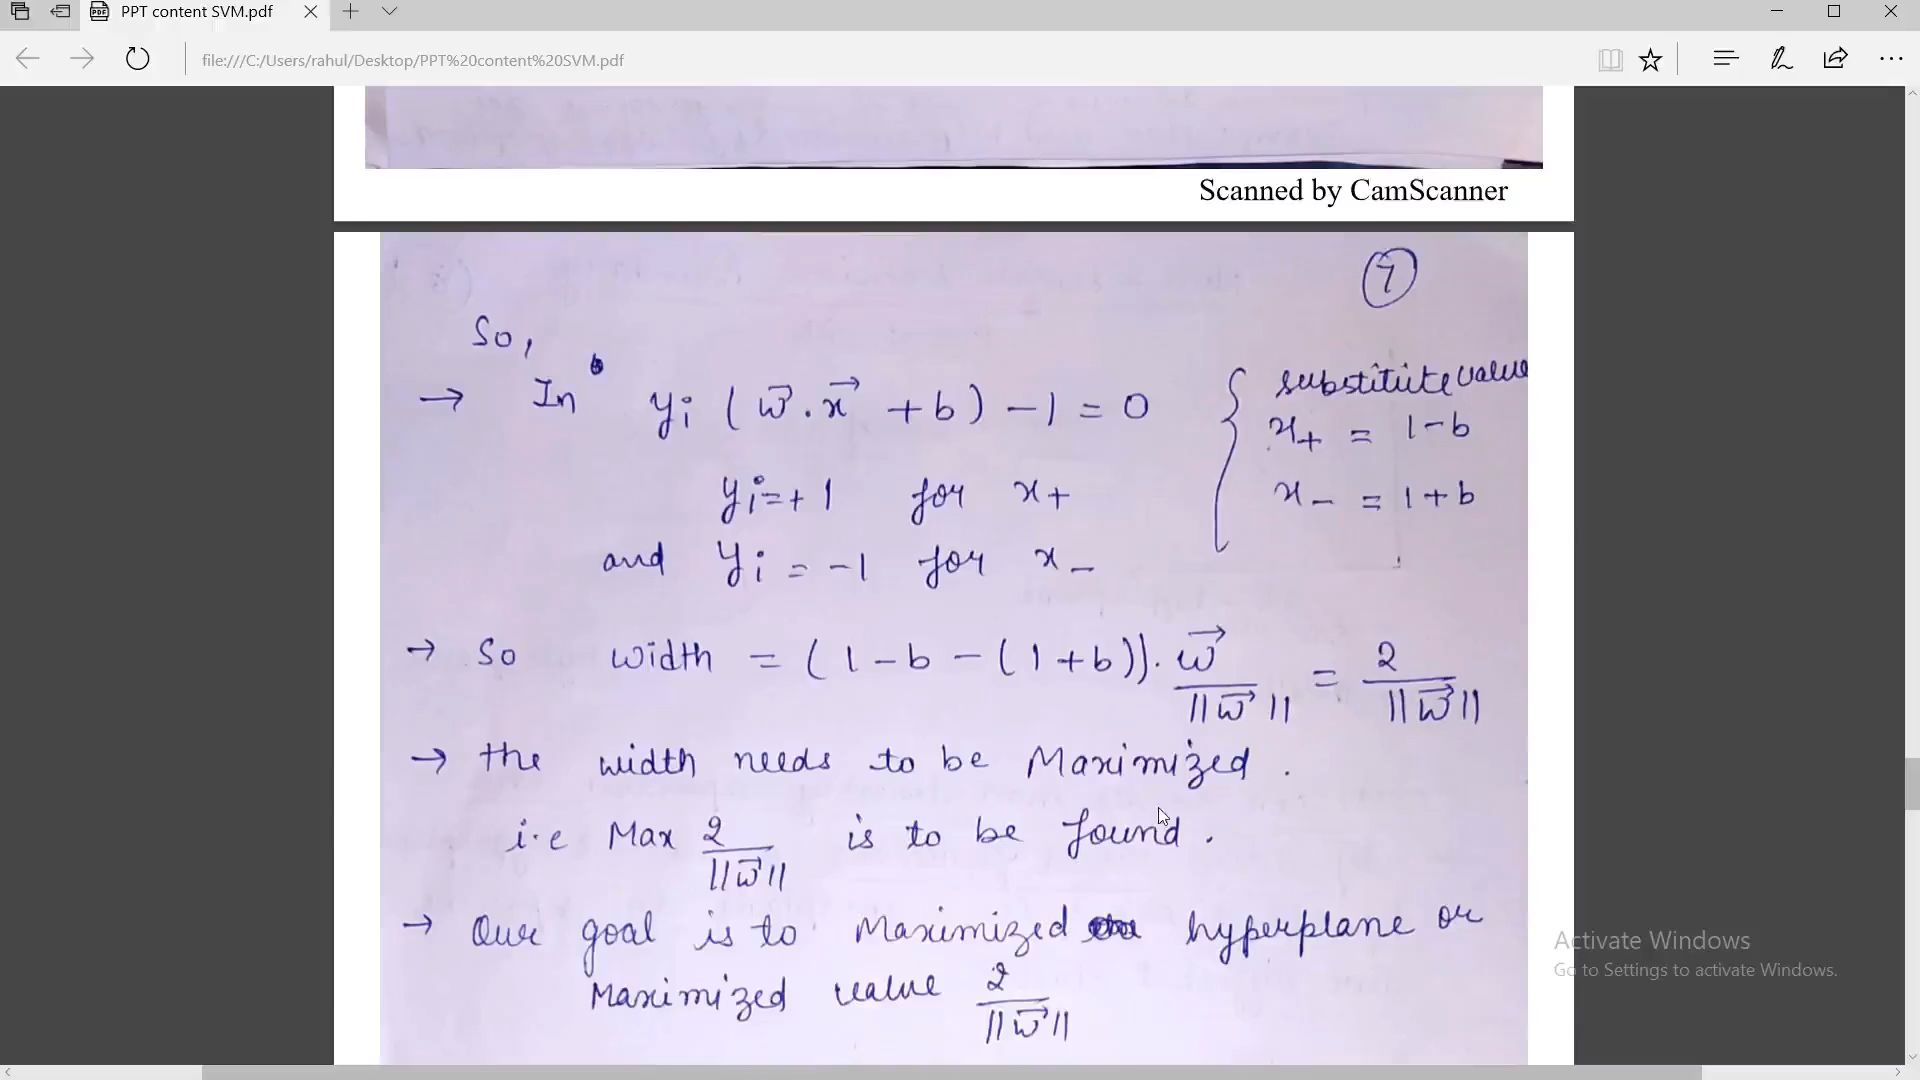 PPT content SVM.pdf
file:///C:/Users/rahul/Desktop/PPT%20content%20SVM.pdf
Scanned by CamScanner
7
So,
→ In yi (w⃗.x⃗ +b) -1 = 0 { substitute value
x+ = 1-b
yi=+1 for x+
x- = 1+b
and yi = -1 for x-
→ So width = (1-b-(1+b)). w⃗/||w⃗|| = 2/||w⃗||
→ the width needs to be Maximized.
i.e Max 2/||w⃗|| is to be found.
→ Our goal is to Maximized hyperplane or
Maximized value 2/||w⃗||
Activate Windows
Go to Settings to activate Windows.